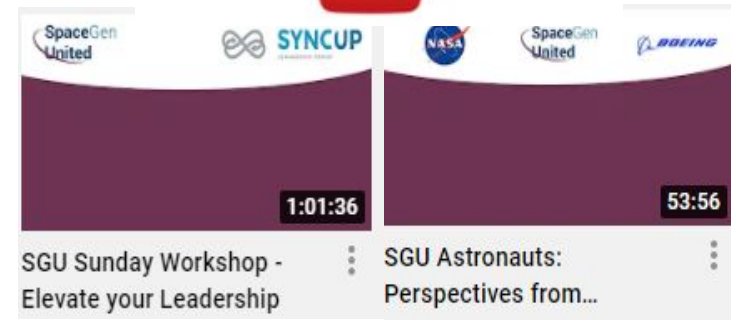 SpaceGen
United
SYNCUP
1:01:36
SGU Sunday Workshop -
Elevate your Leadership
NASA
SpaceGen
United
BOEING
53:56
SGU Astronauts:
Perspectives from...